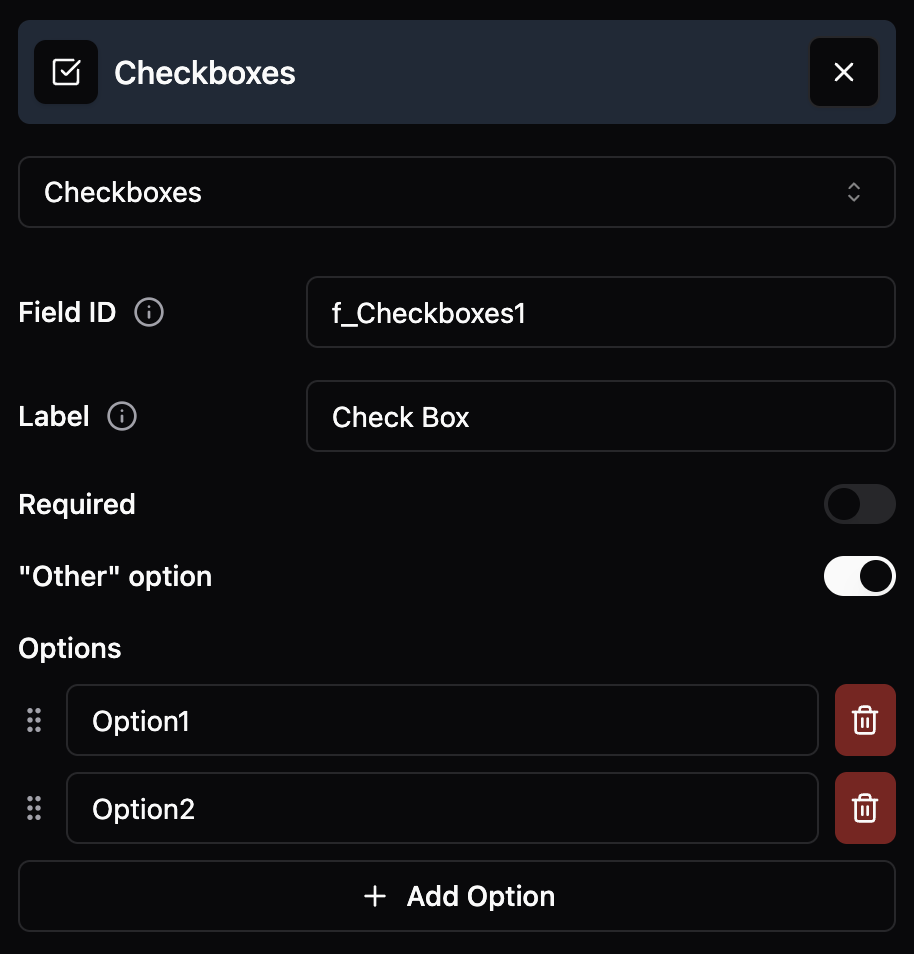 Checkboxes
Checkboxes
Field ID
f_Checkboxes1
Label
Check Box
Required
"Other" option
Options
Option1
Option2
Add Option